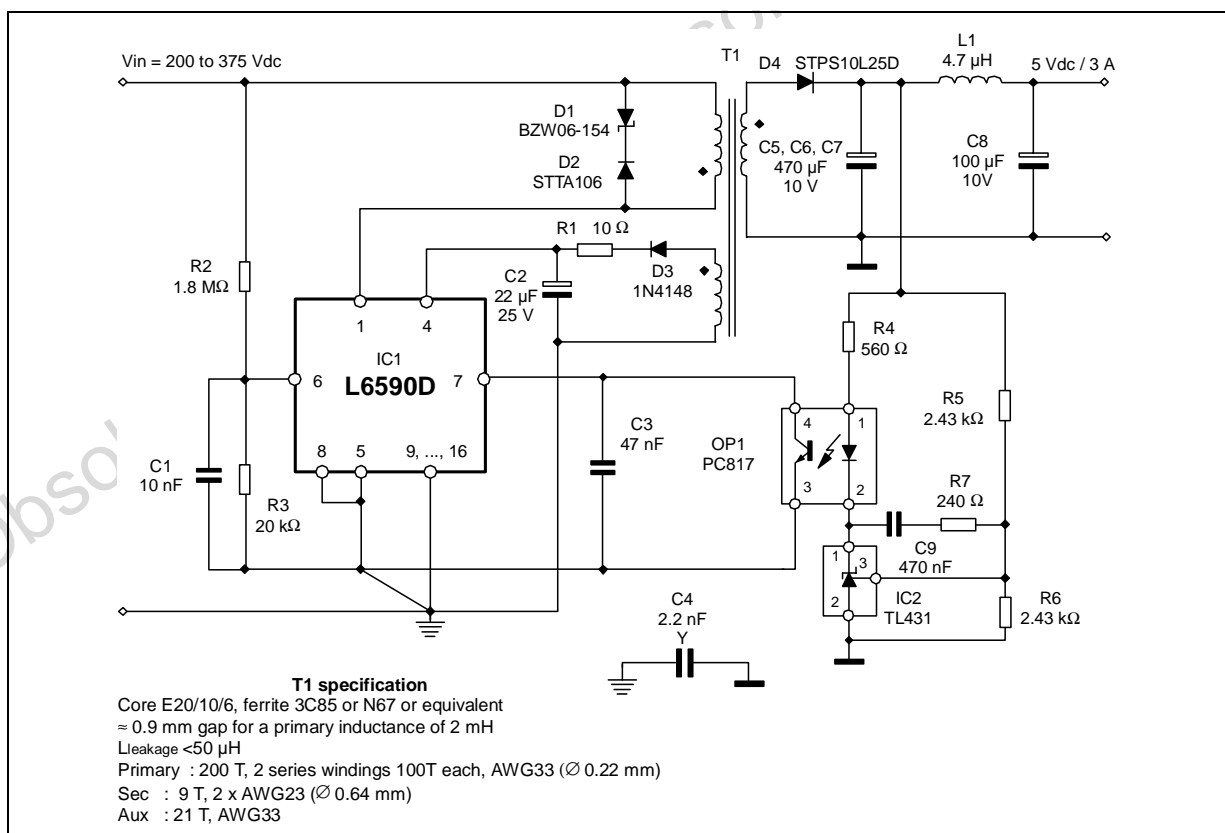 Vin = 200 to 375 Vdc
T1
D4 STPS10L25D
L1
4.7 µH
5 Vdc / 3 A
D1
BZW06-154
D2
STTA106
C5, C6, C7
470 µF
10 V
C8
100 µF
10V
R1 10 Ω
D3
1N4148
C2
22 µF
25 V
R2
1.8 MΩ
1
4
IC1
L6590D
6
7
8
5
9, ..., 16
C1
10 nF
R3
20 kΩ
C3
47 nF
OP1
PC817
4
1
3
2
R4
560 Ω
R5
2.43 kΩ
R7
240 Ω
C9
470 nF
1
3
2
IC2
TL431
R6
2.43 kΩ
C4
2.2 nF
Y
T1 specification
Core E20/10/6, ferrite 3C85 or N67 or equivalent
≈ 0.9 mm gap for a primary inductance of 2 mH
Lleakage <50 µH
Primary : 200 T, 2 series windings 100T each, AWG33 (∅ 0.22 mm)
Sec : 9 T, 2 x AWG23 (∅ 0.64 mm)
Aux : 21 T, AWG33